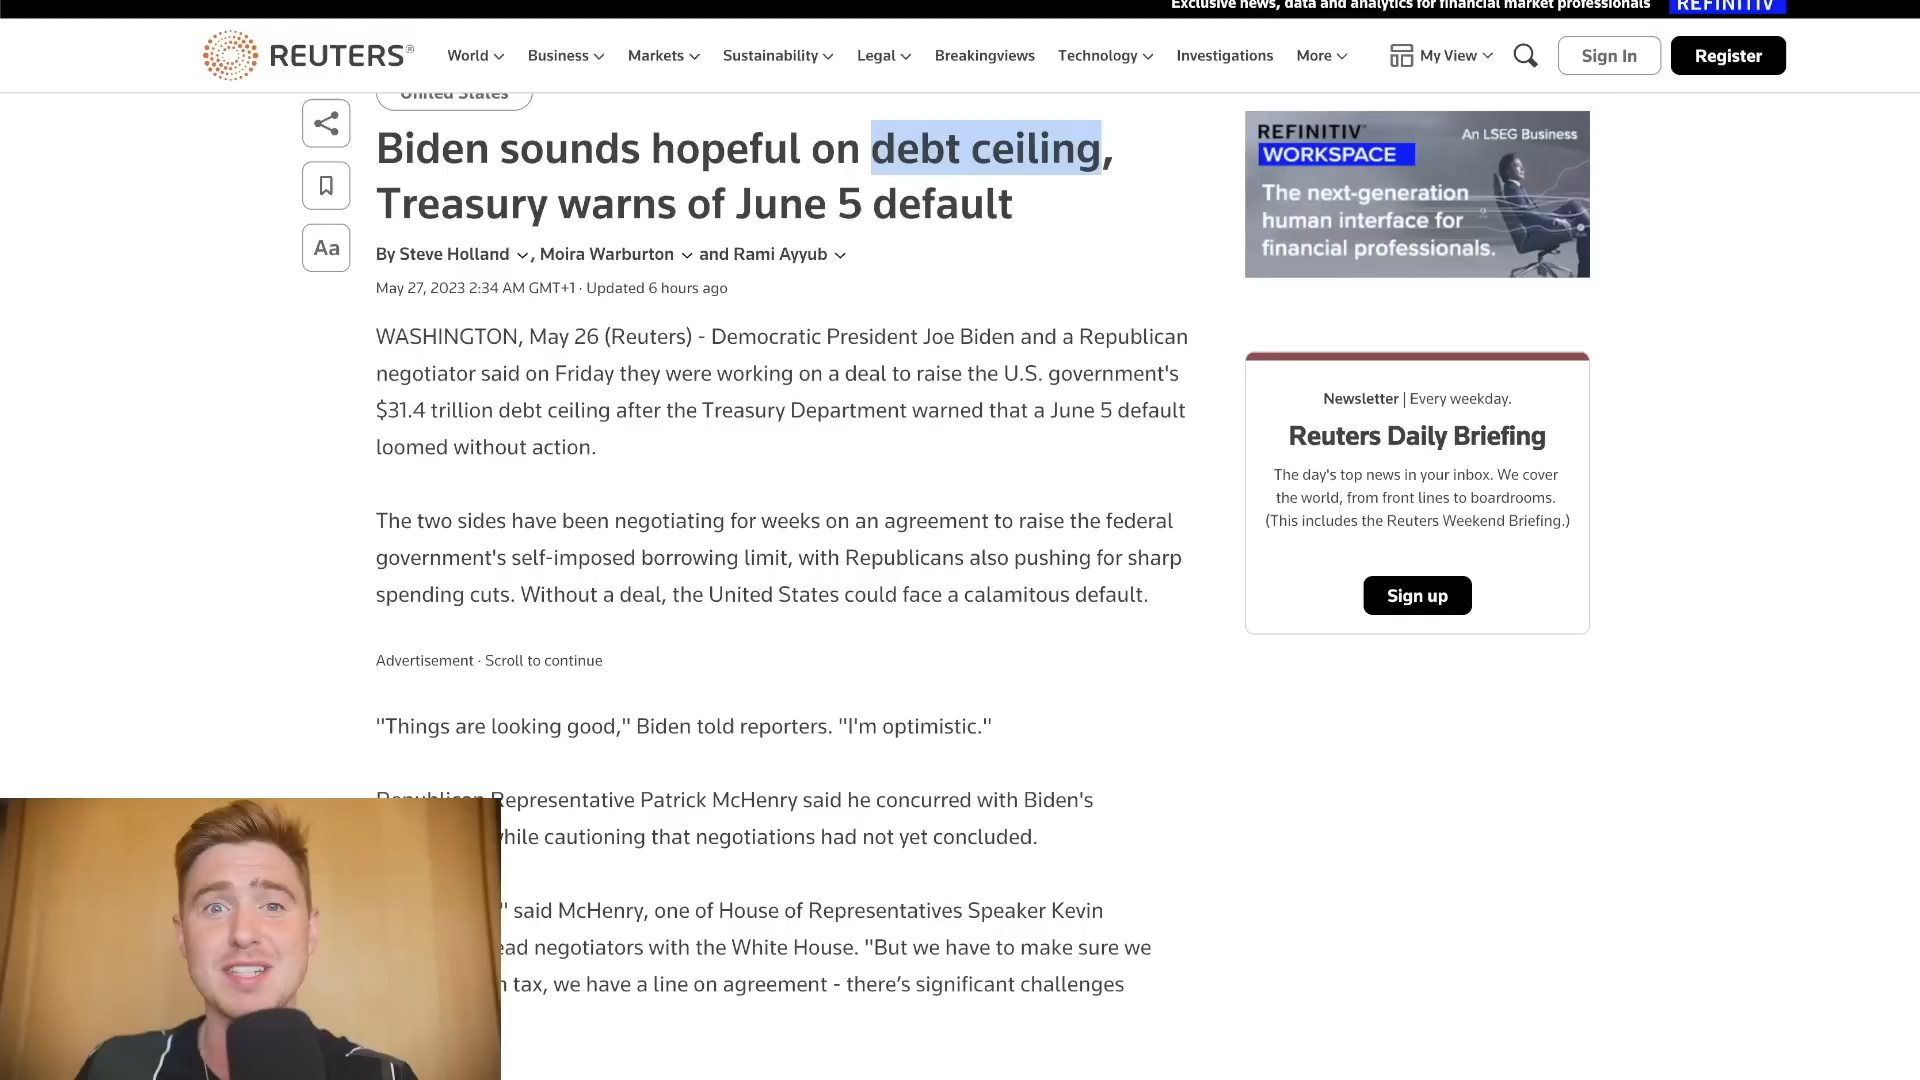 Exclusive news, data and analytics for financial market professionals REFINITIV
REUTERS® World Business Markets Sustainability Legal Breakingviews Technology Investigations More My View Sign In Register
United States
Biden sounds hopeful on debt ceiling,
Treasury warns of June 5 default
Aa
By Steve Holland , Moira Warburton and Rami Ayyub
May 27, 2023 2:34 AM GMT+1 · Updated 6 hours ago
WASHINGTON, May 26 (Reuters) - Democratic President Joe Biden and a Republican
negotiator said on Friday they were working on a deal to raise the U.S. government's
$31.4 trillion debt ceiling after the Treasury Department warned that a June 5 default
loomed without action.
The two sides have been negotiating for weeks on an agreement to raise the federal
government's self-imposed borrowing limit, with Republicans also pushing for sharp
spending cuts. Without a deal, the United States could face a calamitous default.
Advertisement · Scroll to continue
"Things are looking good," Biden told reporters. "I'm optimistic."
Republican Representative Patrick McHenry said he concurred with Biden's
while cautioning that negotiations had not yet concluded.
" said McHenry, one of House of Representatives Speaker Kevin
negotiators with the White House. "But we have to make sure we
tax, we have a line on agreement - there’s significant challenges
REFINITIV An LSEG Business
WORKSPACE
The next-generation
human interface for
financial professionals.
Newsletter | Every weekday.
Reuters Daily Briefing
The day's top news in your inbox. We cover
the world, from front lines to boardrooms.
(This includes the Reuters Weekend Briefing.)
Sign up